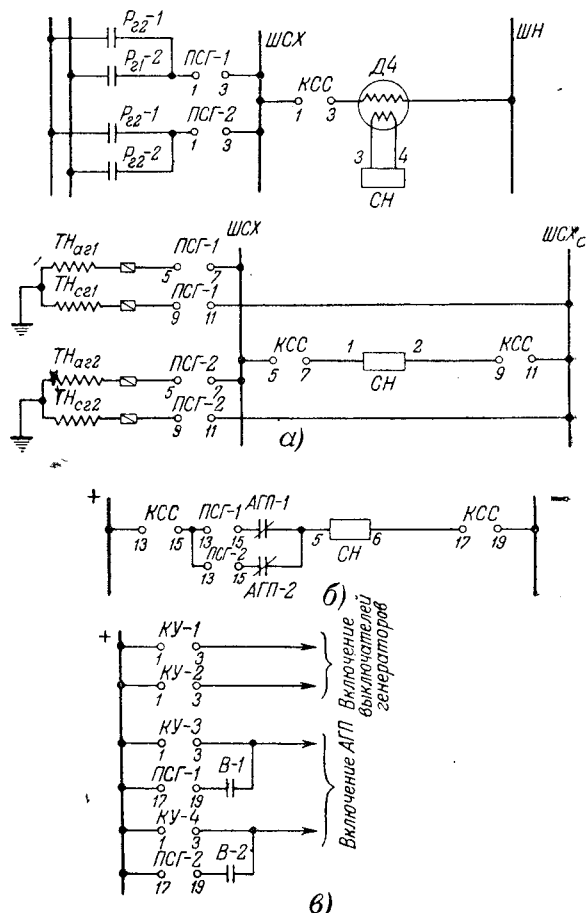 Рг2-1 ПСГ-1 ШСХ ШН
Рг1-2 1 3 КСС Д4
Рг2-1 ПСГ-2 1 3
1 3 3 4
Рг2-2 СН
ШСХ ШСХс
ТНаг1 ПСГ-1
5 7
ТНсг1 ПСГ-1
9 11
КСС 1 2 КСС
ТНаг2 ПСГ-2 5 7 СН 9 11
5 7
ТНсг2 ПСГ-2
9 11
а)
+ −
КСС ПСГ-1 АГП-1 КСС
13 15 13 15 5 6 17 19
ПСГ-2 СН
13 15 АГП-2
б)
+
КУ-1
1 3
КУ-2
1 3
Включение выключателей генераторов
КУ-3
1 3
ПСГ-1 В-1
17 19
КУ-4
1 3
ПСГ-2 В-2
17 19
Включение АГП
в)